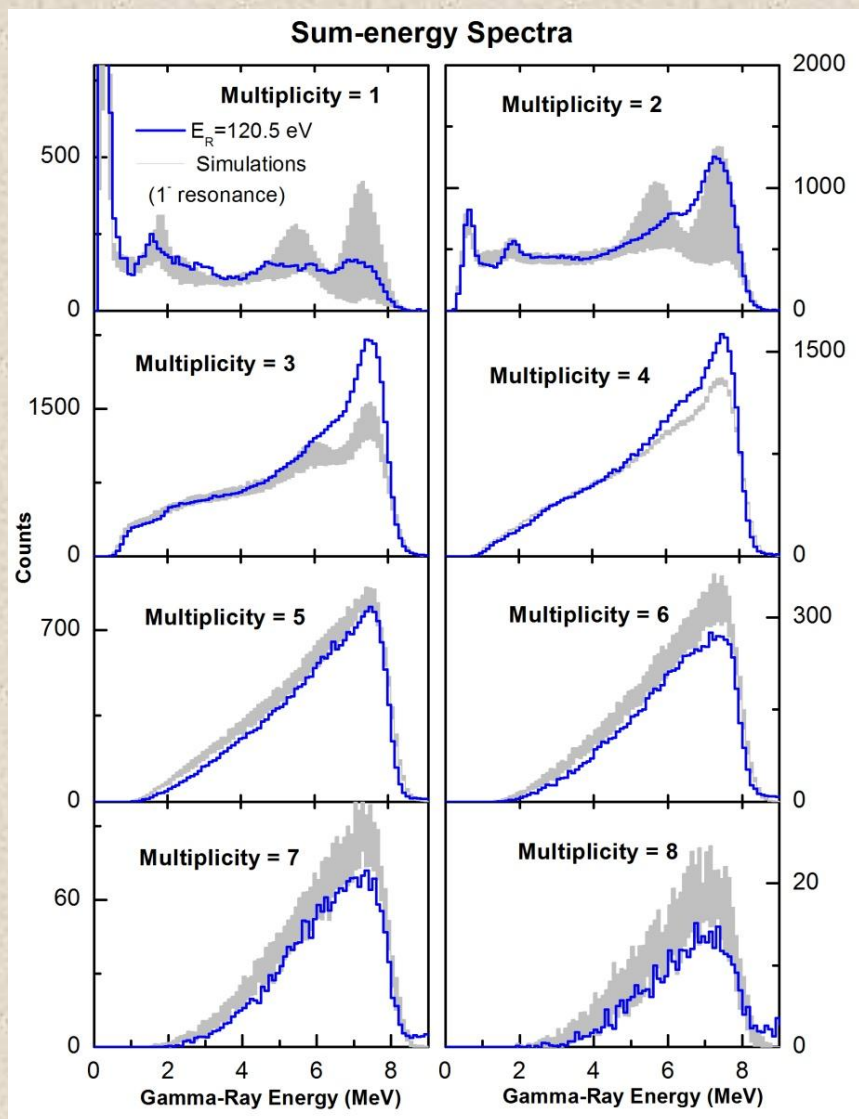 Sum-energy Spectra
Multiplicity = 1
E_R=120.5 eV
Simulations
(1⁻ resonance)
500
0
Multiplicity = 2
2000
1500
1000
500
0
Multiplicity = 3
1500
0
Multiplicity = 4
1500
0
Counts
Multiplicity = 5
700
0
Multiplicity = 6
300
0
Multiplicity = 7
60
0
Multiplicity = 8
20
0
0 2 4 6 8
0 2 4 6 8
Gamma-Ray Energy (MeV)
Gamma-Ray Energy (MeV)